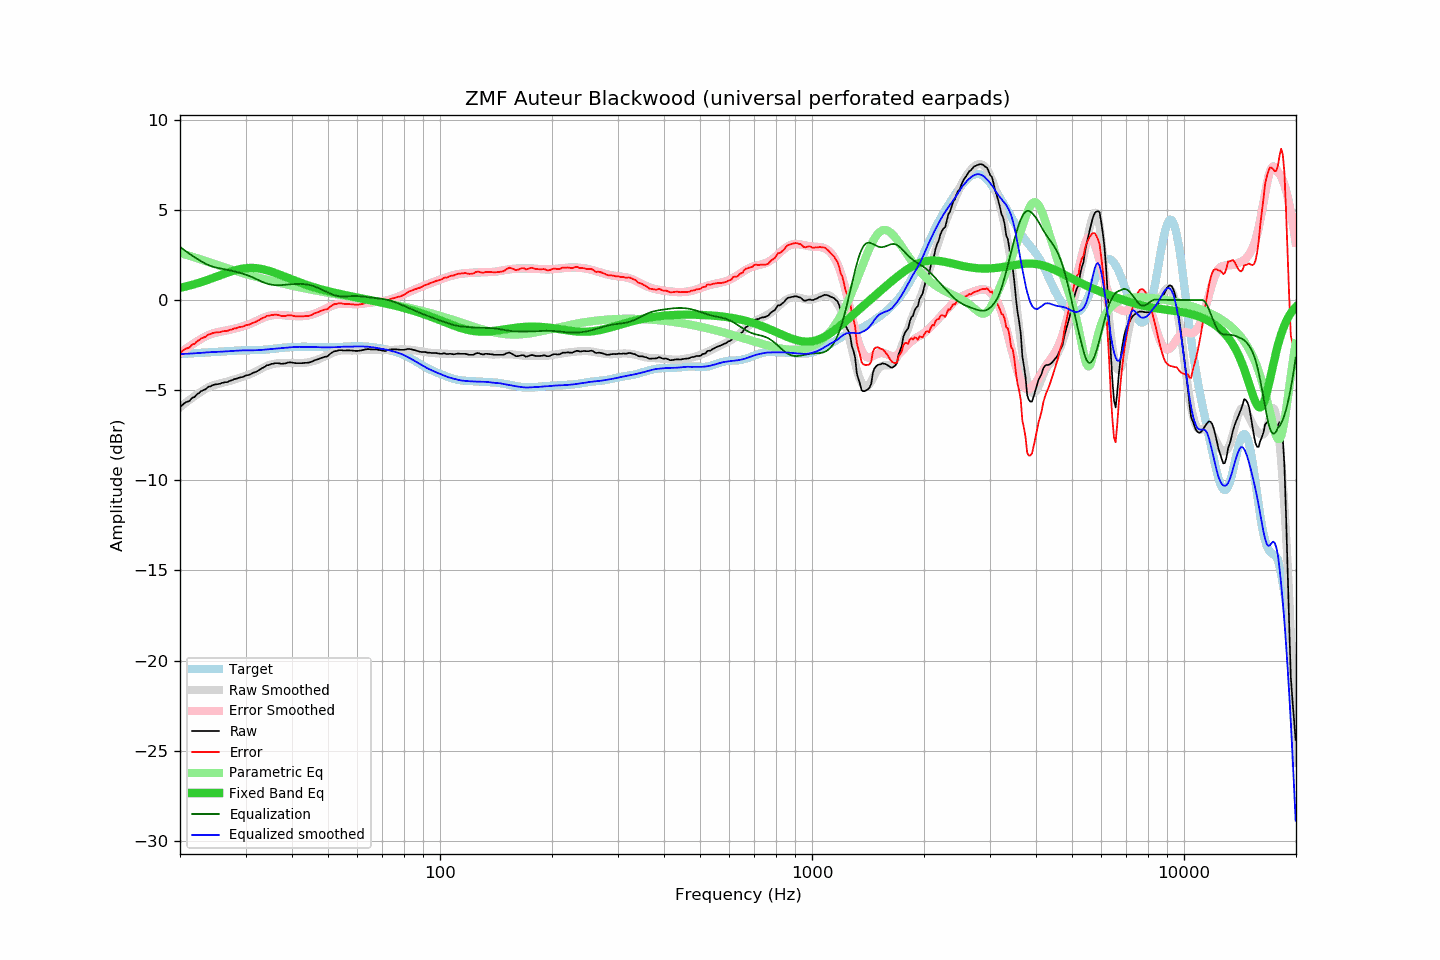 ZMF Auteur Blackwood (universal perforated earpads)
10
5
0
−5
−10
−15
−20
−25
−30
Amplitude (dBr)
Target
Raw Smoothed
Error Smoothed
Raw
Error
Parametric Eq
Fixed Band Eq
Equalization
Equalized smoothed
100
1000
10000
Frequency (Hz)